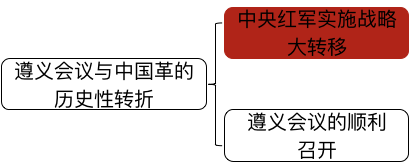 中央红军实施战略
大转移
遵义会议与中国革的
历史性转折
遵义会议的顺利
召开